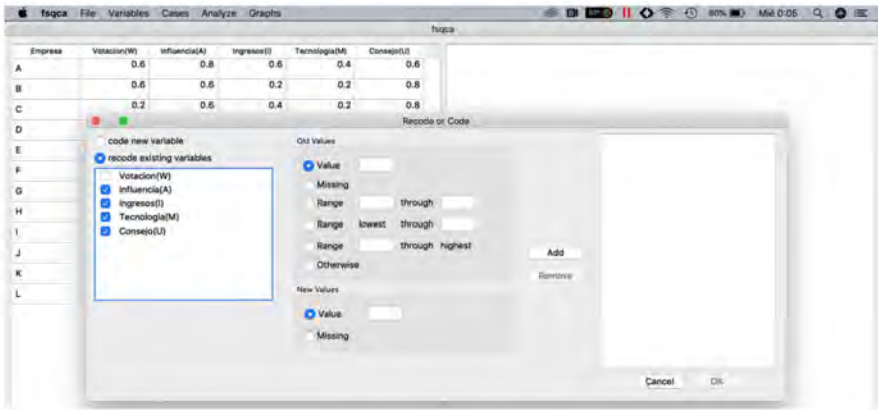 fsqca File Variables Cases Analyze Graphs 80% Mié 0:05
fsqca
Empresa Votacion(W) Influencia(A) Ingresos(I) Tecnologia(M) Consejo(U)
A 0.6 0.8 0.6 0.4 0.6
B 0.6 0.6 0.2 0.2 0.8
C 0.2 0.6 0.4 0.2 0.8
D
E
F
G
H
I
J
K
L
Recode or Code
code new variable
recode existing variables
Votacion(W)
Influencia(A)
Ingresos(I)
Tecnologia(M)
Consejo(U)
Old Values
Value
Missing
Range through
Range lowest through
Range through highest
Otherwise
New Values
Value
Missing
Add
Remove
Cancel OK